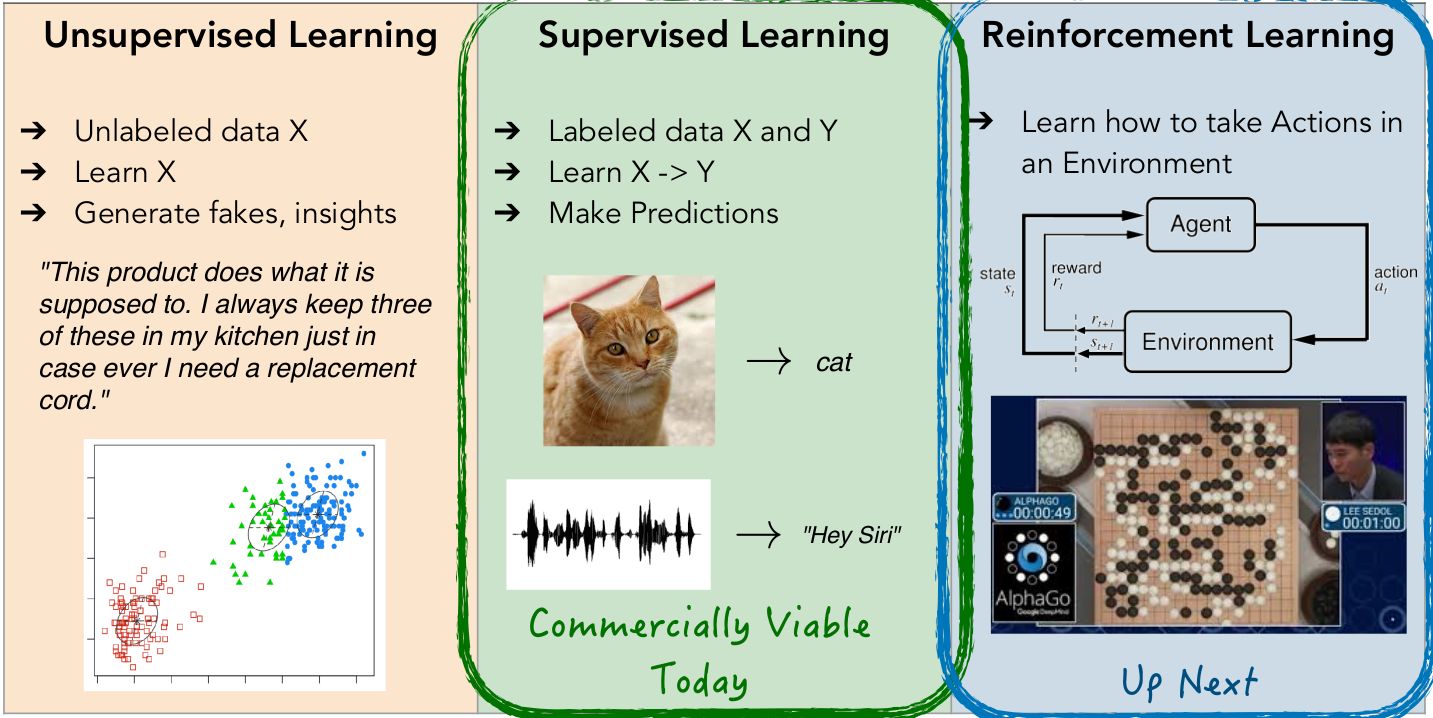 Unsupervised Learning
➔ Unlabeled data X
➔ Learn X
➔ Generate fakes, insights
"This product does what it is
supposed to. I always keep three
of these in my kitchen just in
case ever I need a replacement
cord."
Supervised Learning
➔ Labeled data X and Y
➔ Learn X -> Y
➔ Make Predictions
→ cat
→ "Hey Siri"
Commercially Viable
Today
Reinforcement Learning
➔ Learn how to take Actions in
an Environment
Agent
state
s_t
reward
r_t
action
a_t
r_{t+1}
s_{t+1}
Environment
ALPHAGO
00:00:49
LEE SEDOL
00:01:00
AlphaGo
Google DeepMind
Up Next